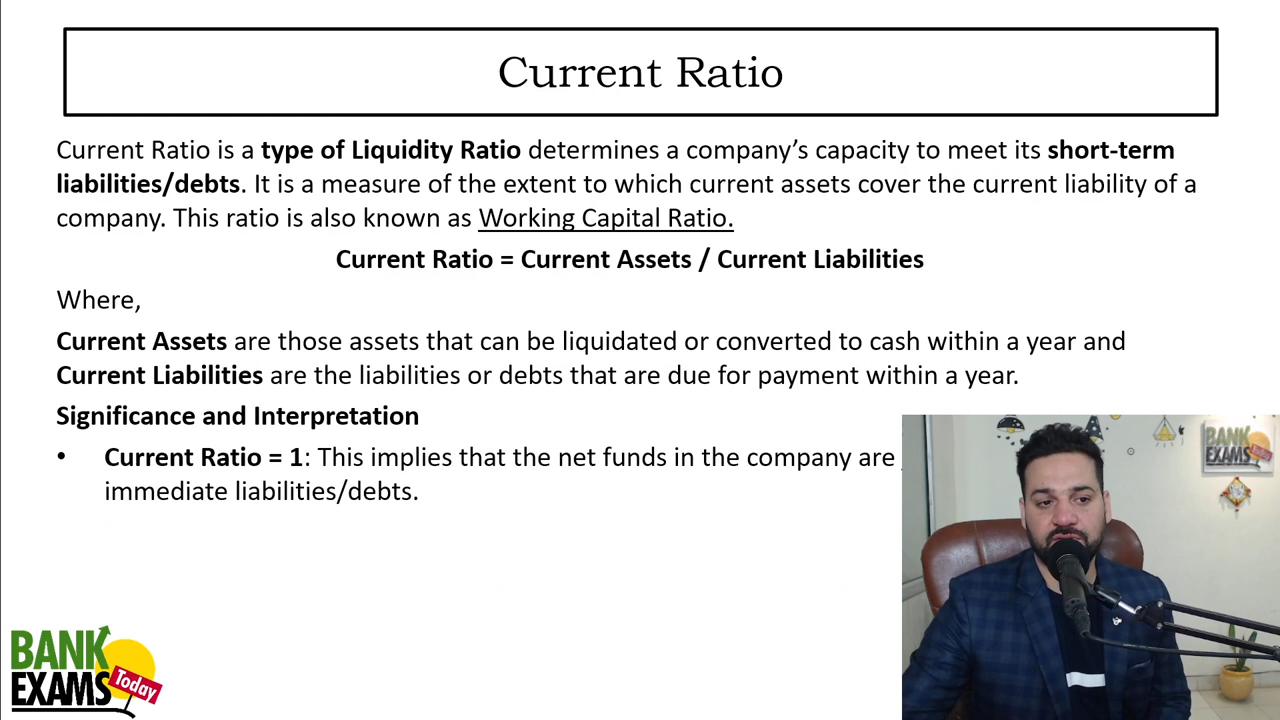 Current Ratio
Current Ratio is a type of Liquidity Ratio determines a company’s capacity to meet its short-term
liabilities/debts. It is a measure of the extent to which current assets cover the current liability of a
company. This ratio is also known as Working Capital Ratio.
Current Ratio = Current Assets / Current Liabilities
Where,
Current Assets are those assets that can be liquidated or converted to cash within a year and
Current Liabilities are the liabilities or debts that are due for payment within a year.
Significance and Interpretation
• Current Ratio = 1: This implies that the net funds in the company are
immediate liabilities/debts.
BANK
EXAMS
Today
BANK
EXAMS